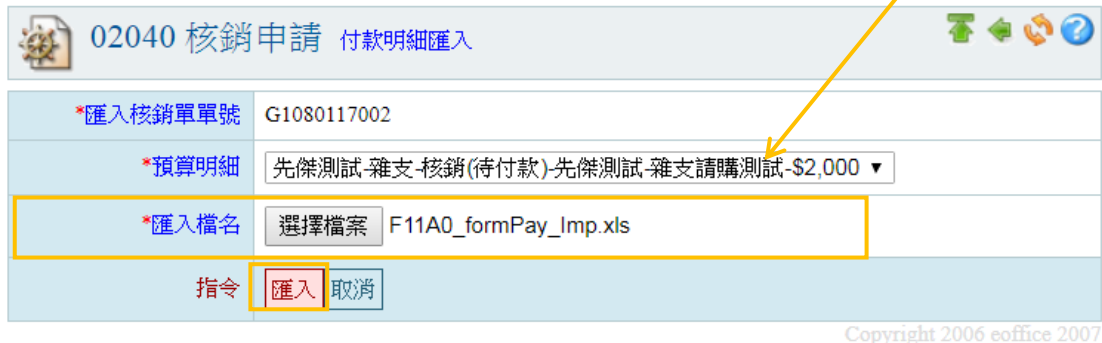 02040 核銷申請 付款明細匯入
*匯入核銷單單號 G1080117002
*預算明細 先傑測試-雜支-核銷(待付款)-先傑測試-雜支請購測試-$2,000 ▼
*匯入檔名 選擇檔案 F11A0_formPay_Imp.xls
指令 匯入 取消
Copyright 2006 eoffice 2007